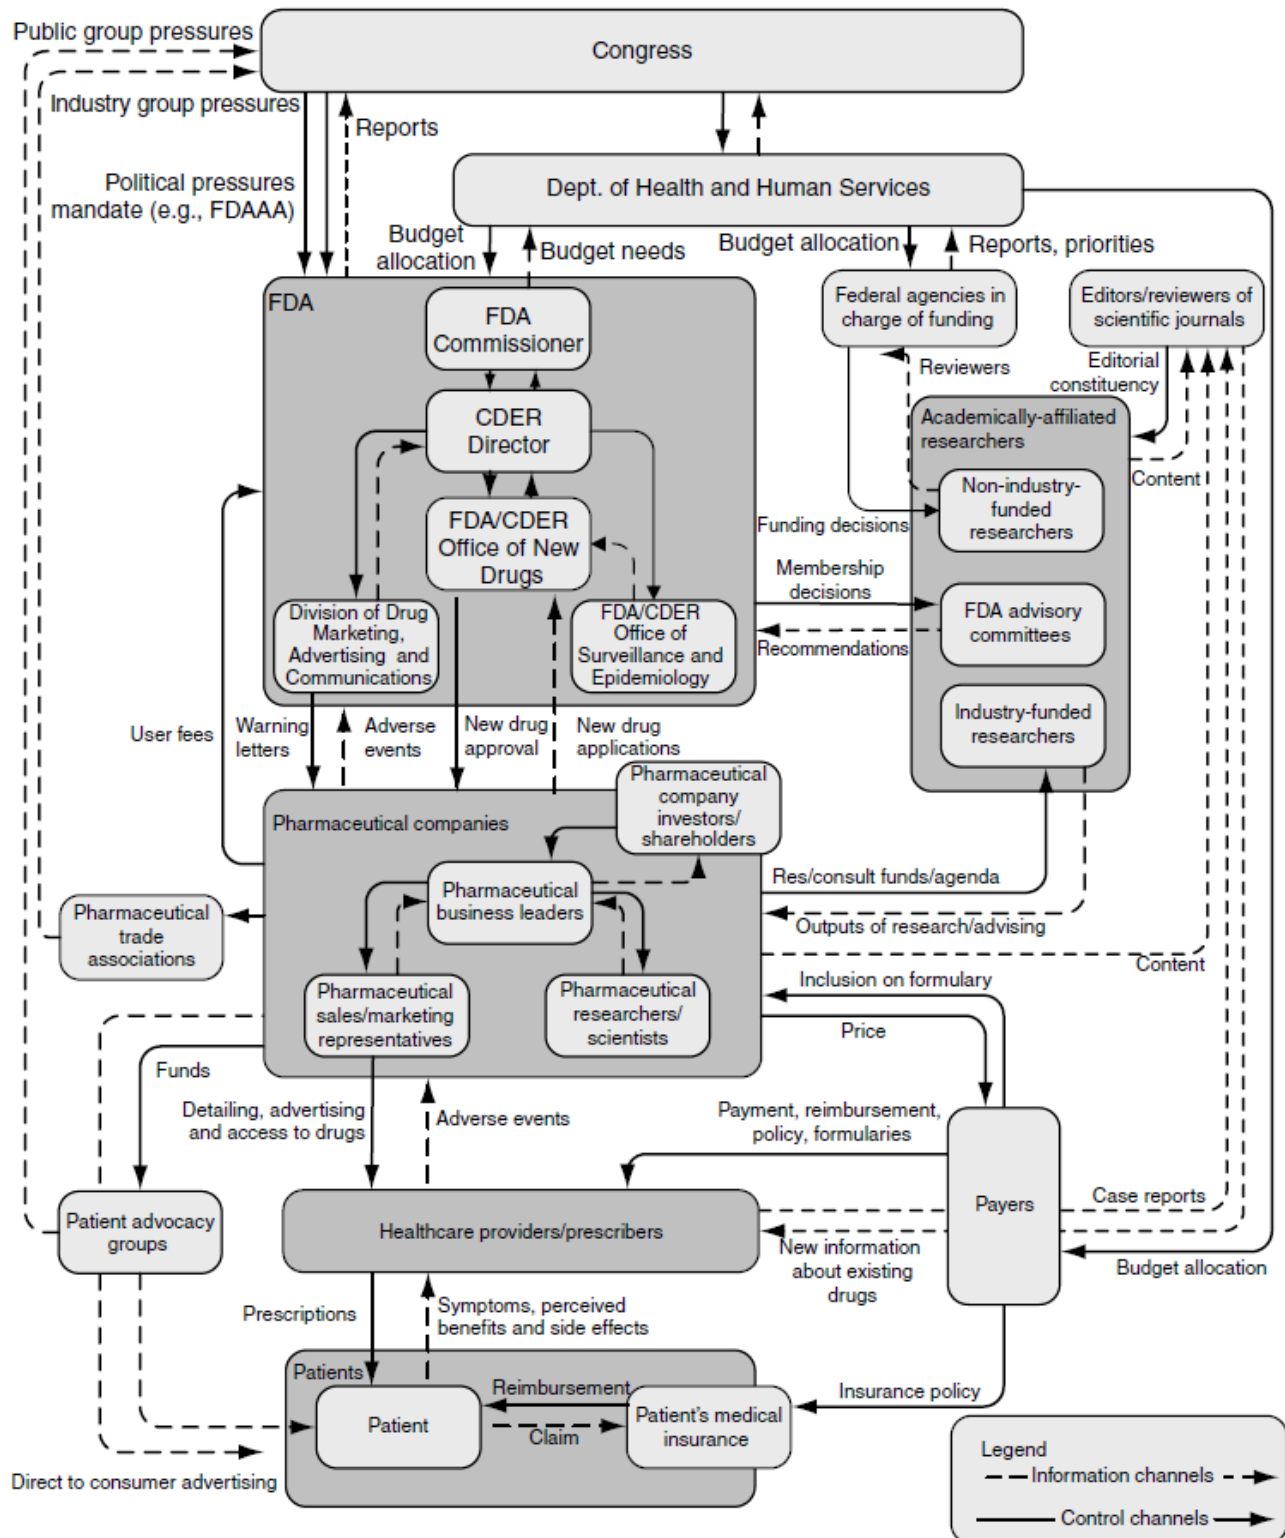 Public group pressures
Congress
Industry group pressures
Reports
Political pressures
mandate (e.g., FDAAA)
Dept. of Health and Human Services
Budget
allocation
Budget needs
Budget allocation
Reports, priorities
FDA
FDA
Commissioner
Federal agencies in
charge of funding
Editors/reviewers of
scientific journals
Reviewers
Editorial
constituency
CDER
Director
Academically-affiliated
researchers
Content
Non-industry-
funded
researchers
FDA/CDER
Office of New
Drugs
Funding decisions
Membership
decisions
Division of Drug
Marketing,
Advertising and
Communications
FDA/CDER
Office of
Surveillance and
Epidemiology
FDA advisory
committees
Recommendations
Industry-funded
researchers
User fees
Warning
letters
Adverse
events
New drug
approval
New drug
applications
Pharmaceutical
company
investors/
shareholders
Pharmaceutical companies
Pharmaceutical
business leaders
Res/consult funds/agenda
Pharmaceutical
trade
associations
Outputs of research/advising
Content
Pharmaceutical
sales/marketing
representatives
Pharmaceutical
researchers/
scientists
Inclusion on formulary
Price
Funds
Detailing, advertising
and access to drugs
Adverse events
Payment, reimbursement,
policy, formularies
Patient advocacy
groups
Healthcare providers/prescribers
Payers
Case reports
New information
about existing
drugs
Budget allocation
Prescriptions
Symptoms, perceived
benefits and side effects
Patients
Reimbursement
Insurance policy
Patient
Claim
Patient's medical
insurance
Direct to consumer advertising
Legend
Information channels
Control channels